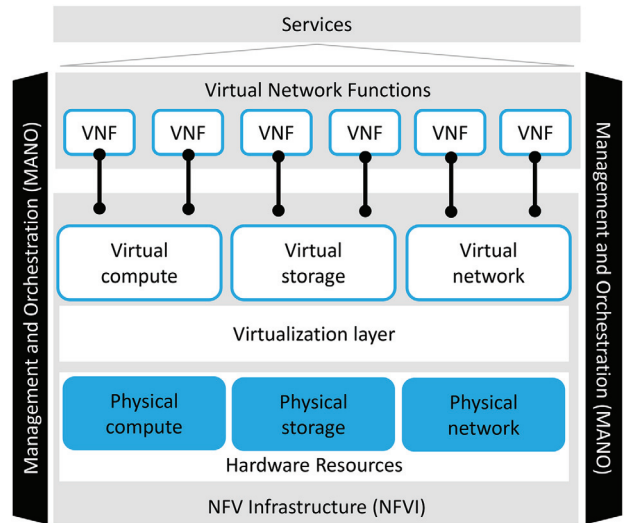 Services
Management and Orchestration (MANO)
Virtual Network Functions
VNF VNF VNF VNF VNF VNF
Virtual compute
Virtual storage
Virtual network
Virtualization layer
Physical compute
Physical storage
Physical network
Hardware Resources
NFV Infrastructure (NFVI)
Management and Orchestration (MANO)